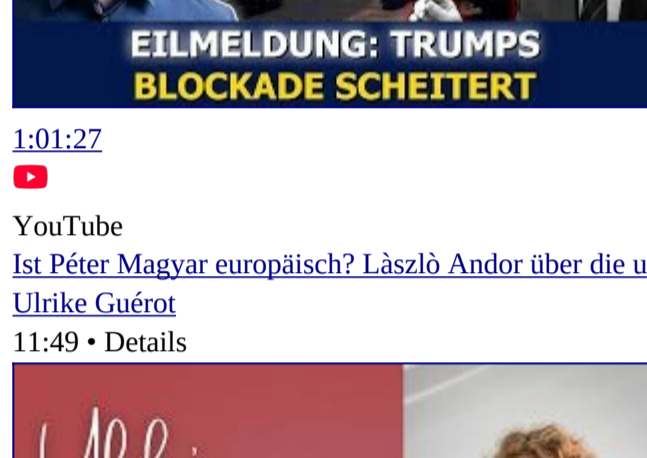 EILMELDUNG: TRUMPS
BLOCKADE SCHEITERT
1:01:27
YouTube
Ist Péter Magyar europäisch? Làszlò Andor über die u
Ulrike Guérot
11:49 • Details